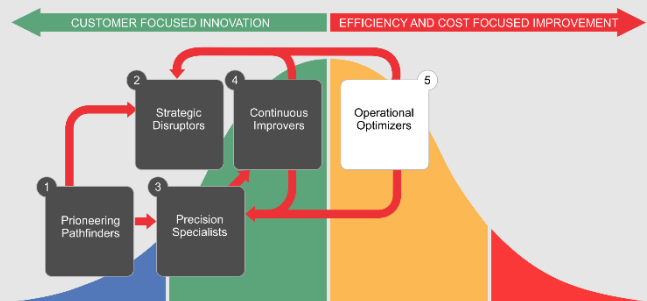 CUSTOMER FOCUSED INNOVATION
EFFICIENCY AND COST FOCUSED IMPROVEMENT
2
Strategic
Disruptors
4
Continuous
Improvers
5
Operational
Optimizers
1
Prioneering
Pathfinders
3
Precision
Specialists